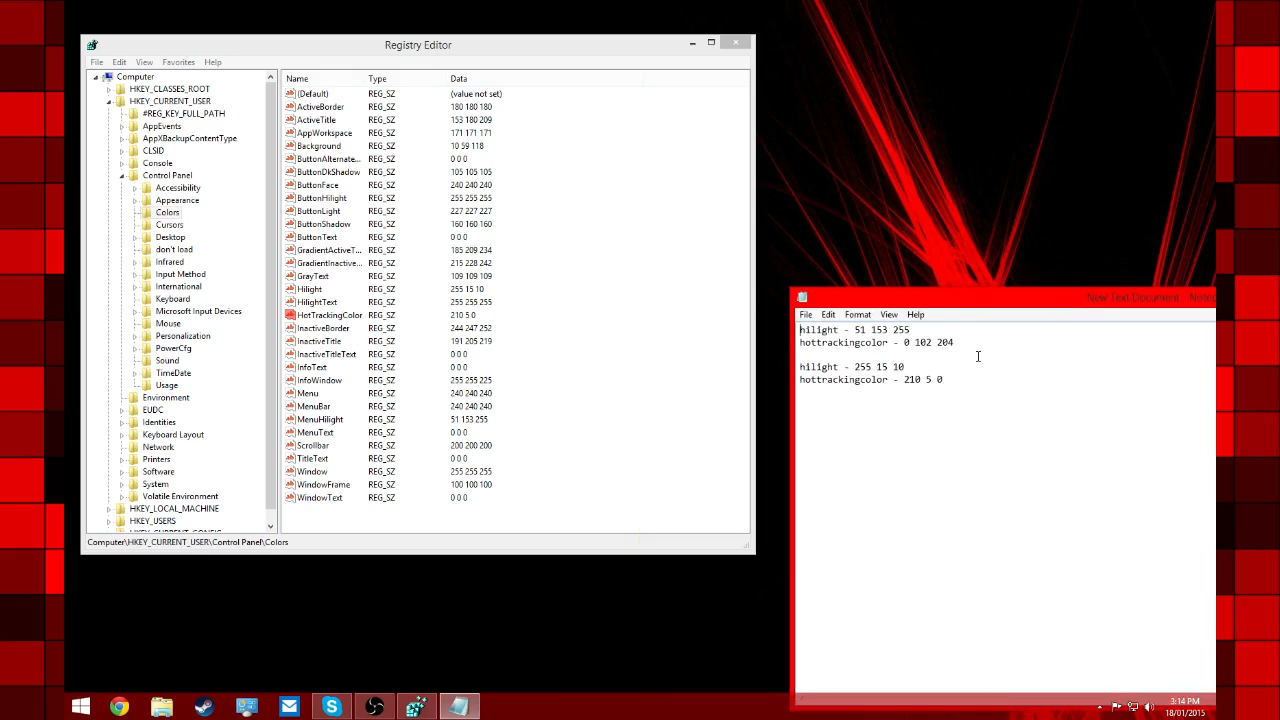 Registry Editor
File Edit View Favorites Help
Computer
HKEY_CLASSES_ROOT
HKEY_CURRENT_USER
#REG_KEY_FULL_PATH
AppEvents
AppXBackupContentType
CLSID
Console
Control Panel
Accessibility
Appearance
Colors
Cursors
Desktop
don't load
Infrared
Input Method
International
Keyboard
Microsoft Input Devices
Mouse
Personalization
PowerCfg
Sound
TimeDate
Usage
Environment
EUDC
Identities
Keyboard Layout
Network
Printers
Software
System
Volatile Environment
HKEY_LOCAL_MACHINE
HKEY_USERS
HKEY_CURRENT_CONFIG
Name Type Data
(Default) REG_SZ (value not set)
ActiveBorder REG_SZ 180 180 180
ActiveTitle REG_SZ 153 180 209
AppWorkspace REG_SZ 171 171 171
Background REG_SZ 10 59 118
ButtonAlternate... REG_SZ 0 0 0
ButtonDkShadow REG_SZ 105 105 105
ButtonFace REG_SZ 240 240 240
ButtonHilight REG_SZ 255 255 255
ButtonLight REG_SZ 227 227 227
ButtonShadow REG_SZ 160 160 160
ButtonText REG_SZ 0 0 0
GradientActiveT... REG_SZ 185 209 234
GradientInactive... REG_SZ 215 228 242
GrayText REG_SZ 109 109 109
Hilight REG_SZ 255 15 10
HilightText REG_SZ 255 255 255
HotTrackingColor REG_SZ 210 5 0
InactiveBorder REG_SZ 244 247 252
InactiveTitle REG_SZ 191 205 219
InactiveTitleText REG_SZ 0 0 0
InfoText REG_SZ 0 0 0
InfoWindow REG_SZ 255 255 225
Menu REG_SZ 240 240 240
MenuBar REG_SZ 240 240 240
MenuHilight REG_SZ 51 153 255
MenuText REG_SZ 0 0 0
Scrollbar REG_SZ 200 200 200
TitleText REG_SZ 0 0 0
Window REG_SZ 255 255 255
WindowFrame REG_SZ 100 100 100
WindowText REG_SZ 0 0 0
Computer\HKEY_CURRENT_USER\Control Panel\Colors
New Text Document - Notep
File Edit Format View Help
hilight - 51 153 255
hottrackingcolor - 0 102 204
hilight - 255 15 10
hottrackingcolor - 210 5 0
3:14 PM
18/01/2015